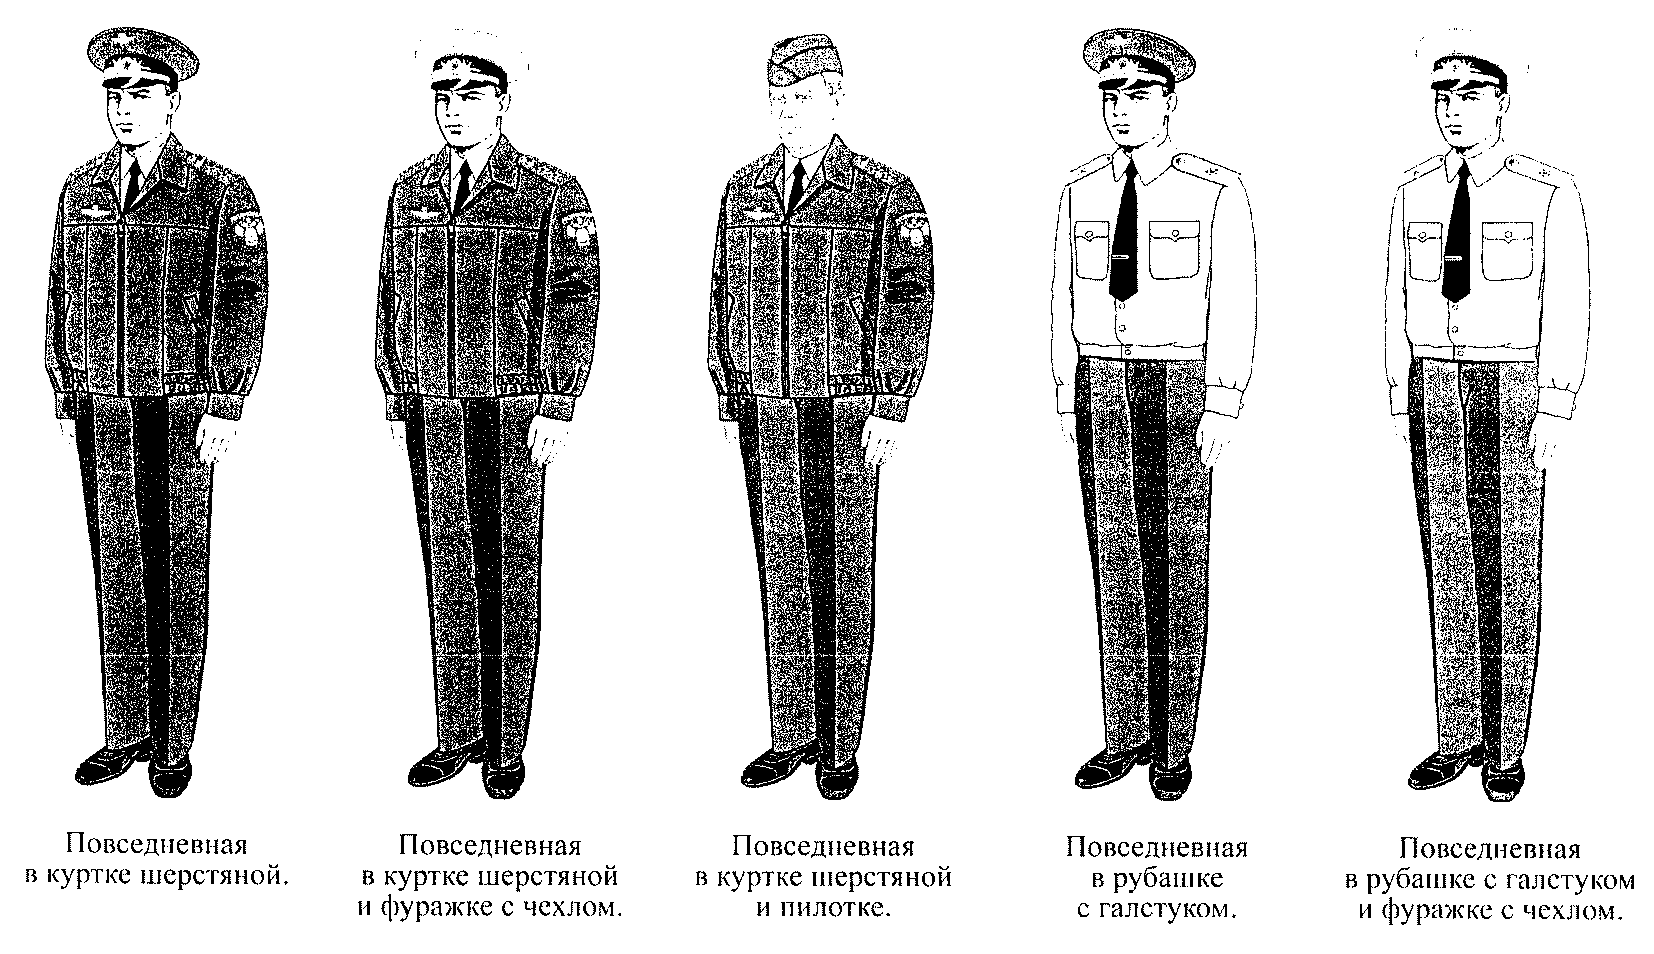 Повседневная
в куртке шерстяной.
Повседневная
в куртке шерстяной
и фуражке с чехлом.
Повседневная
в куртке шерстяной
и пилотке.
Повседневная
в рубашке
с галстуком.
Повседневная
в рубашке с галстуком
и фуражке с чехлом.